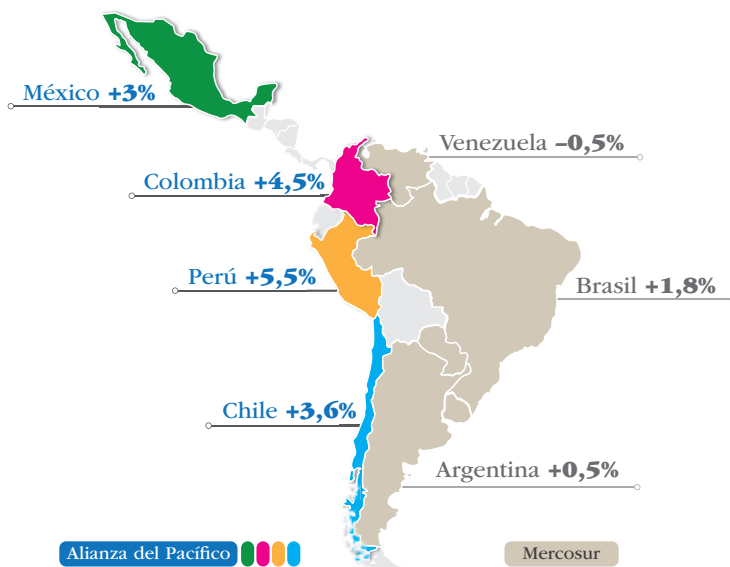 México +3%
Venezuela –0,5%
Colombia +4,5%
Perú +5,5%
Brasil +1,8%
Chile +3,6%
Argentina +0,5%
Alianza del Pacífico
Mercosur